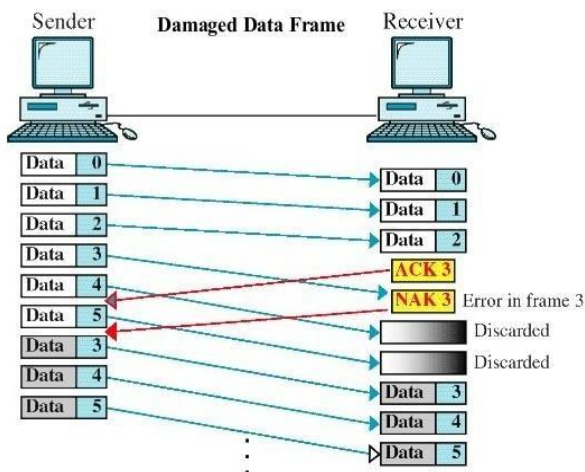 Sender Damaged Data Frame Receiver
Data 0
Data 1
Data 2
Data 3
Data 4
Data 5
Data 3
Data 4
Data 5
Data 0
Data 1
Data 2
ACK 3
NAK 3 Error in frame 3
Discarded
Discarded
Data 3
Data 4
Data 5